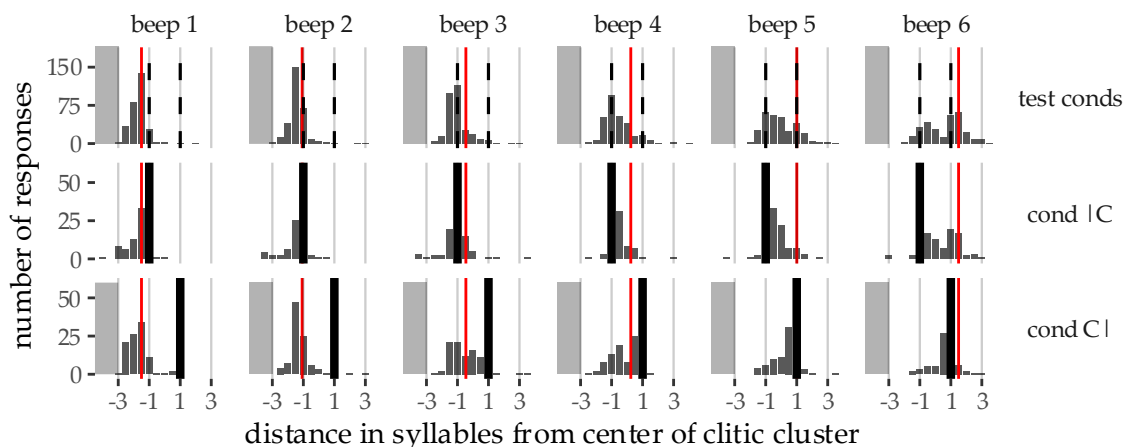 beep 1 beep 2 beep 3 beep 4 beep 5 beep 6
number of responses
150
75
0
test conds
50
25
0
cond |C
50
25
0
cond C|
-3 -1 1 3 -3 -1 1 3 -3 -1 1 3 -3 -1 1 3 -3 -1 1 3 -3 -1 1 3
distance in syllables from center of clitic cluster